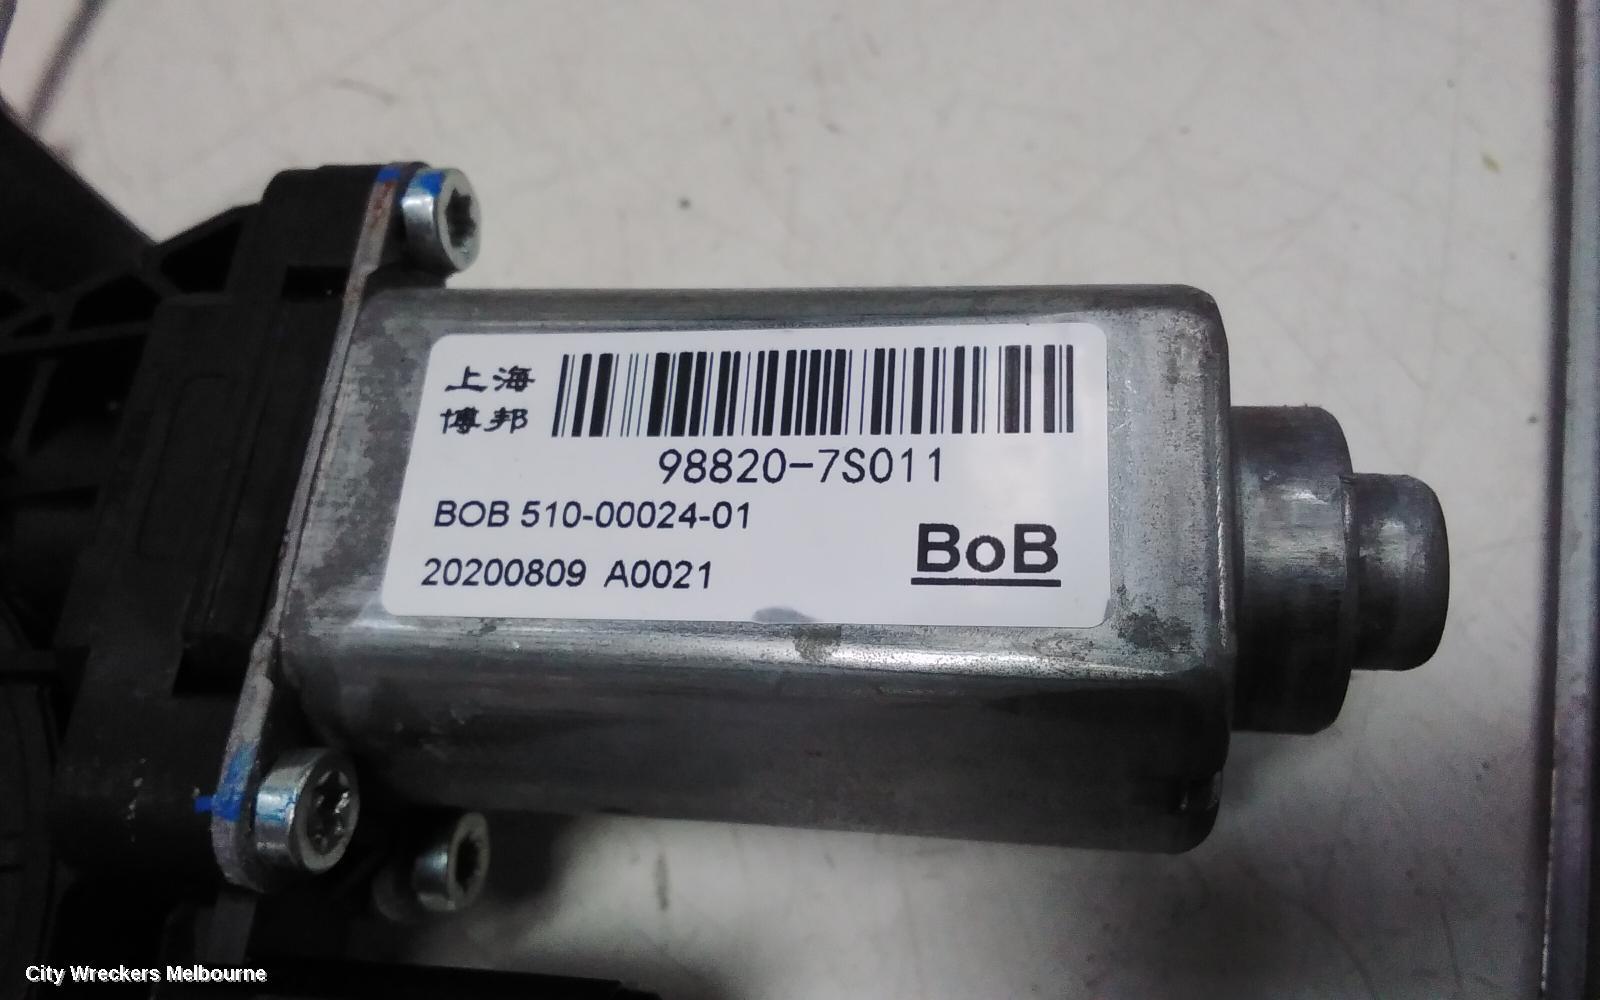 上海
博邦
98820-7S011
BOB 510-00024-01
BoB
20200809 A0021
City Wreckers Melbourne